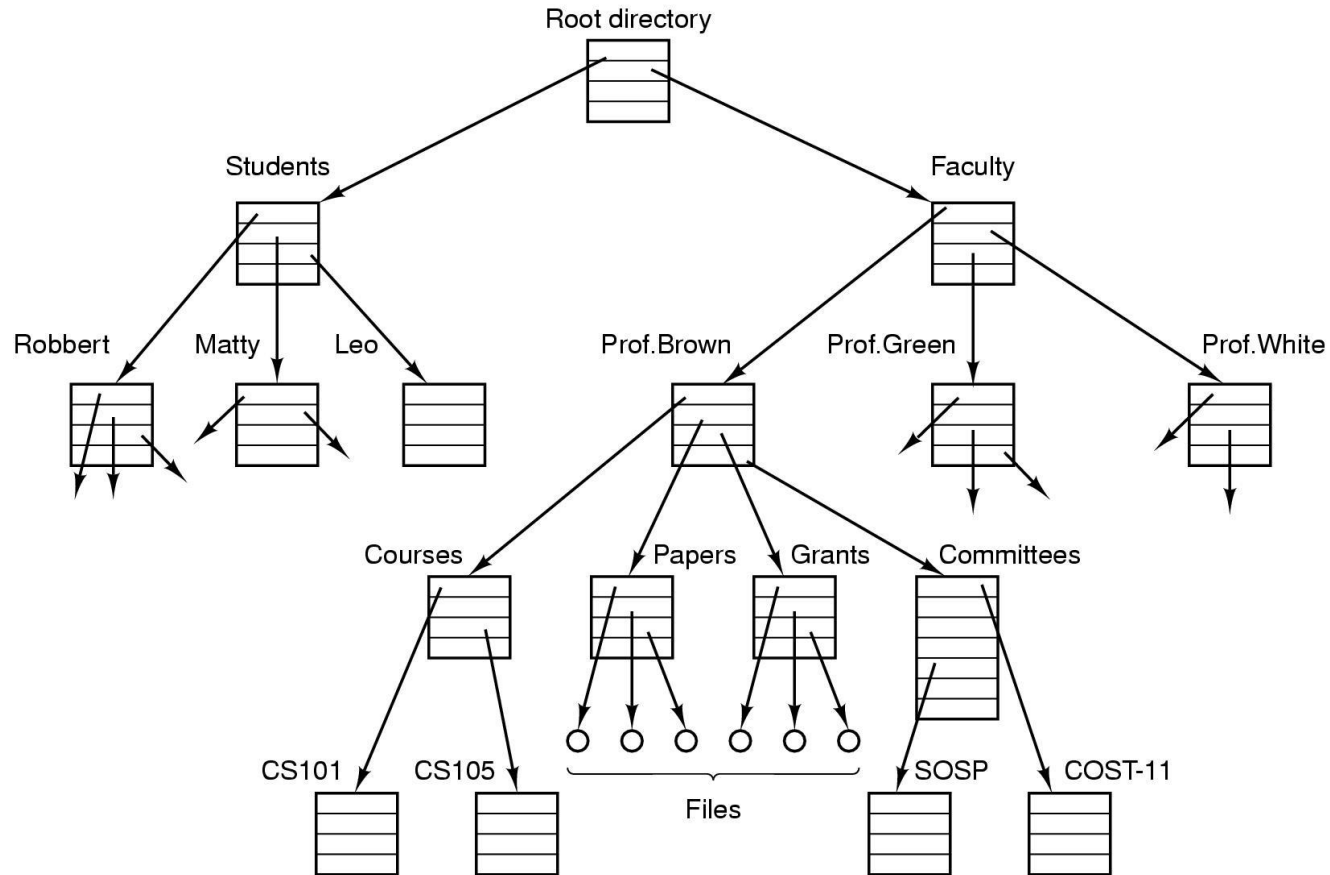 Root directory
Students
Faculty
Robbert
Matty
Leo
Prof.Brown
Prof.Green
Prof.White
Courses
Papers
Grants
Committees
CS101
CS105
SOSP
COST-11
Files